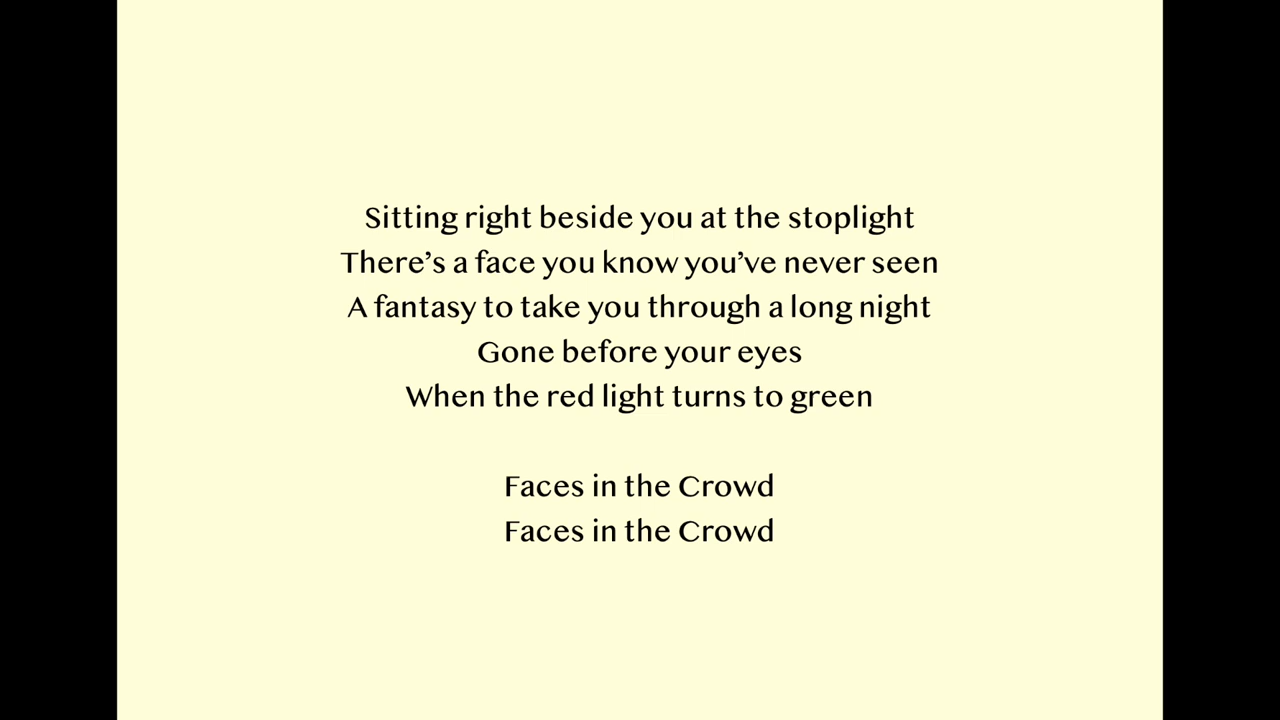 Sitting right beside you at the stoplight
There’s a face you know you’ve never seen
A fantasy to take you through a long night
Gone before your eyes
When the red light turns to green
Faces in the Crowd
Faces in the Crowd